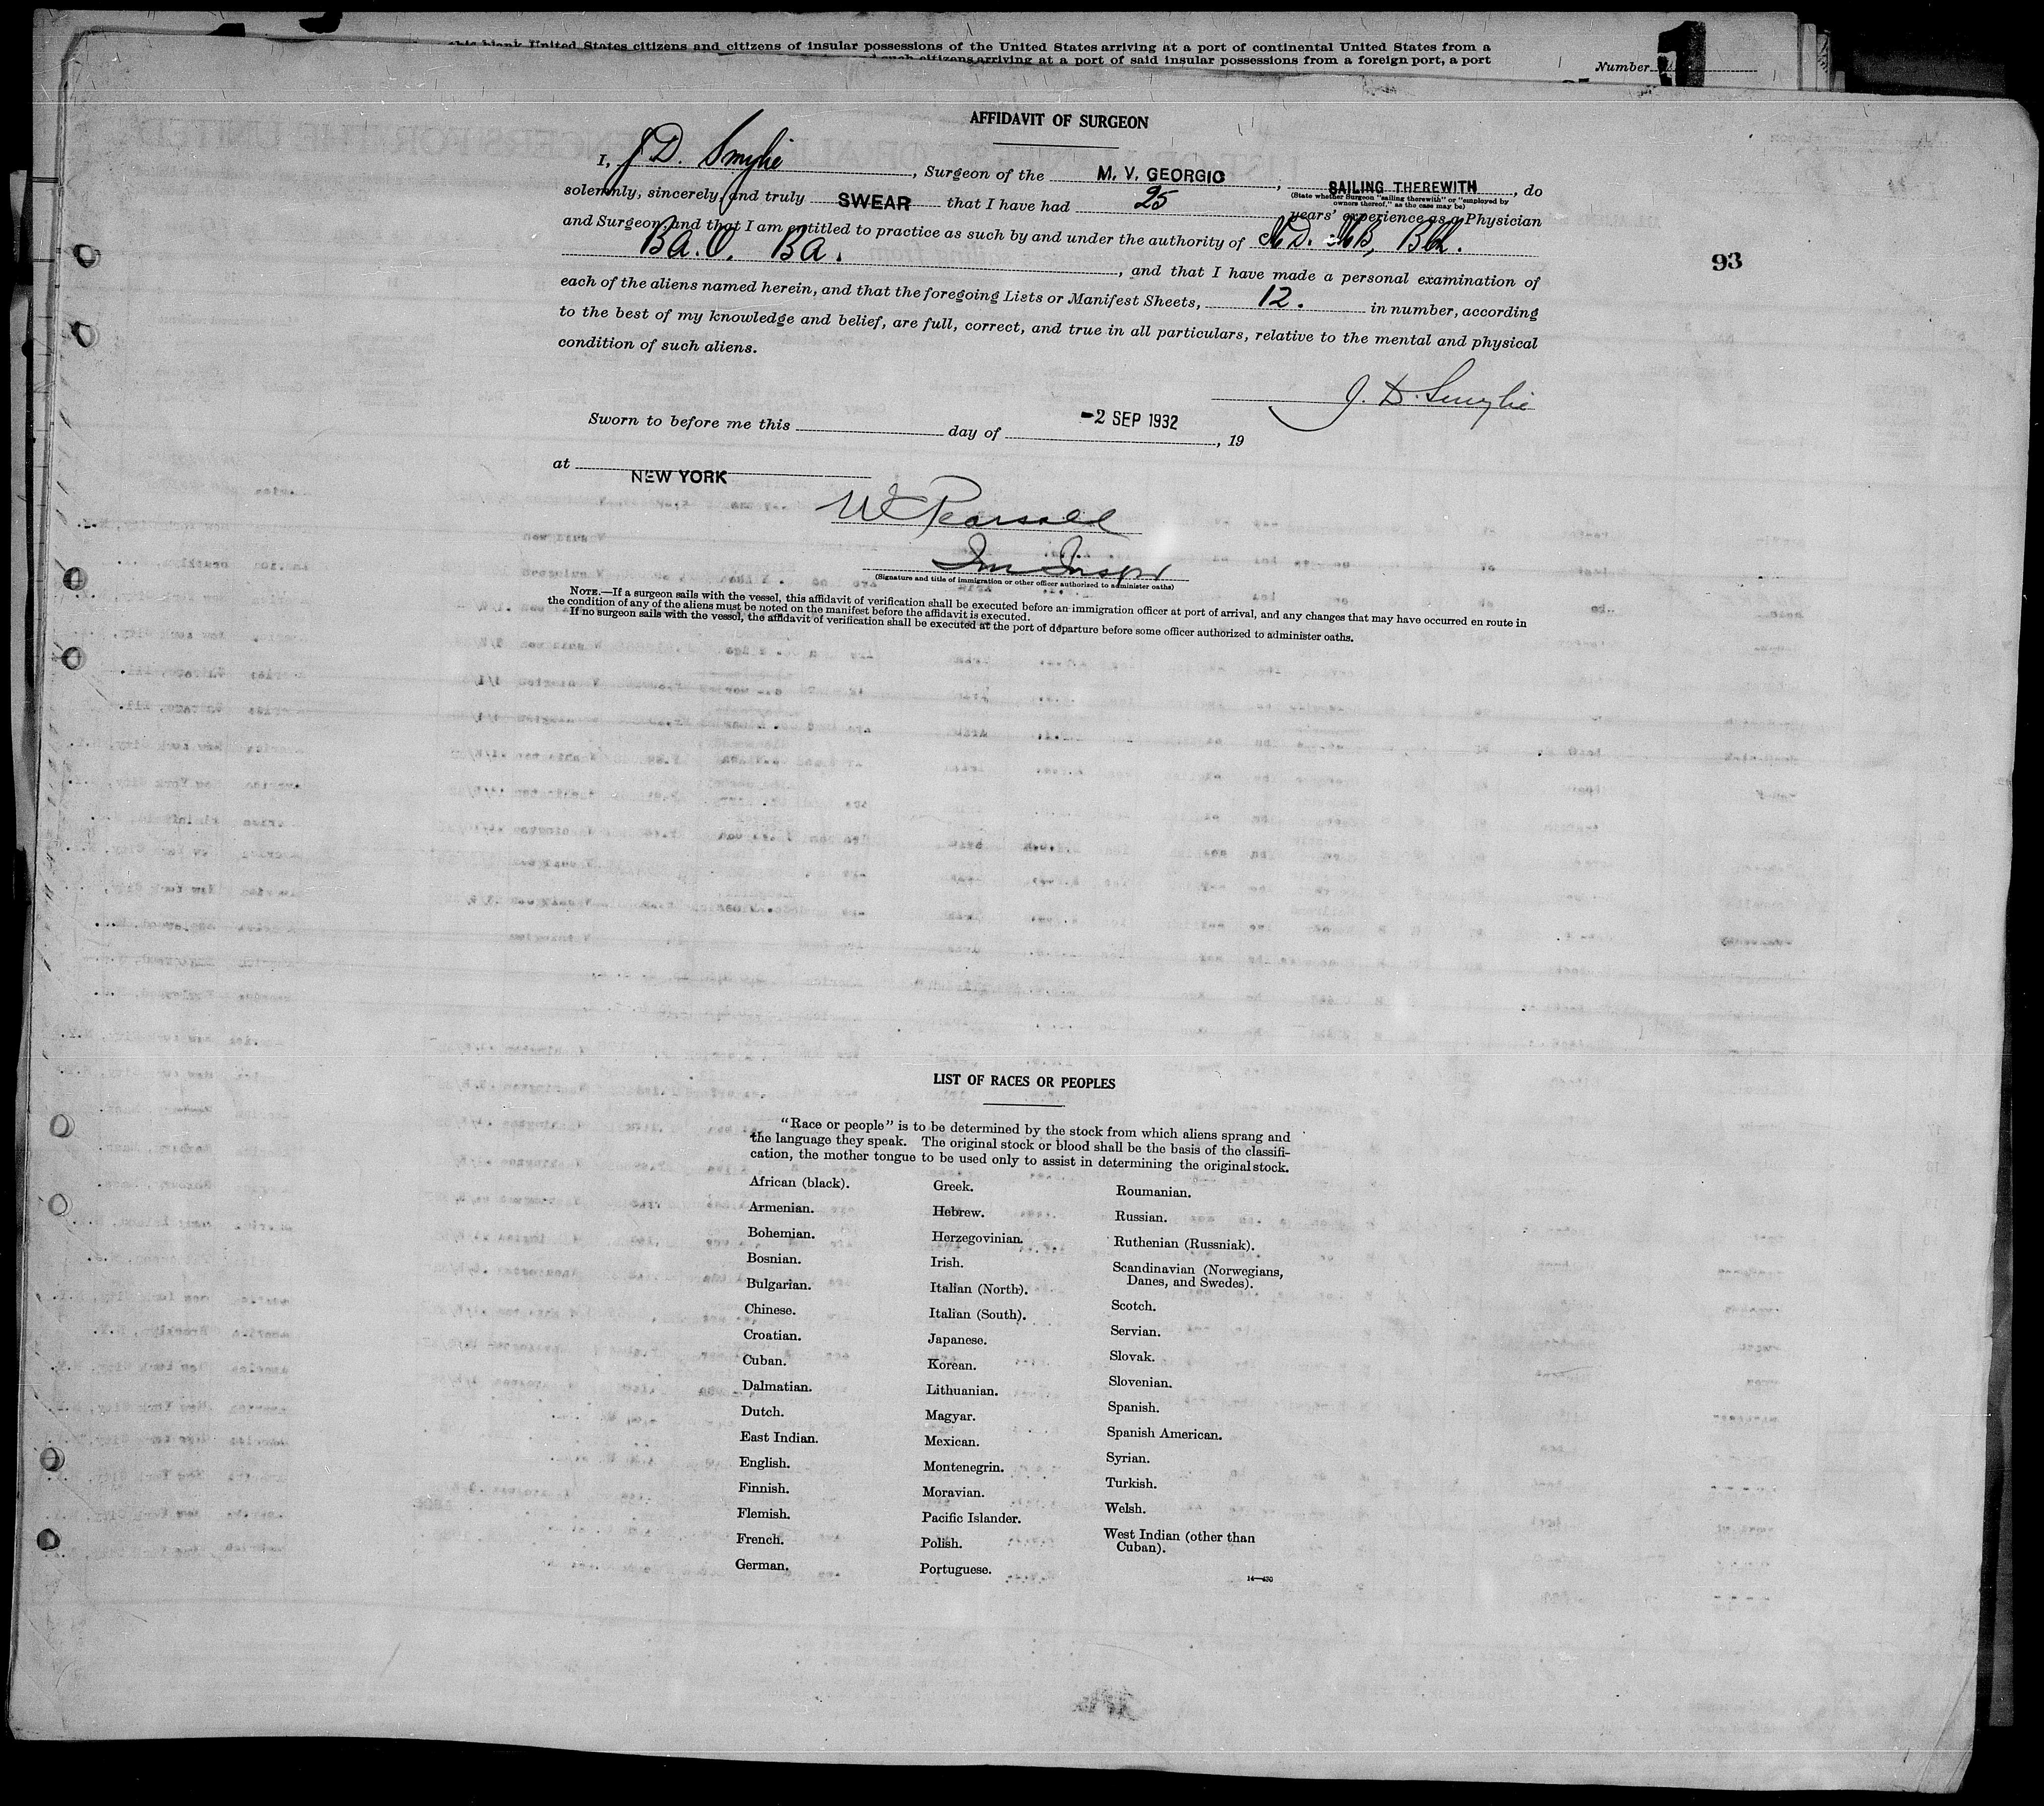 this blank United States citizens and citizens of insular possessions of the United States arriving at a port of continental United States from a
such citizens arriving at a port of said insular possessions from a foreign port, a port
Number
AFFIDAVIT OF SURGEON
I, J. D. Smylie, Surgeon of the M. V. GEORGIC, SAILING THEREWITH, do
(State whether Surgeon "sailing therewith" or "employed by
owners thereof," as the case may be)
solemnly, sincerely, and truly SWEAR that I have had 25 years' experience as a Physician
and Surgeon, and that I am entitled to practice as such by and under the authority of M D. MB, BCh.
B a. O. B a. , and that I have made a personal examination of
93
each of the aliens named herein, and that the foregoing Lists or Manifest Sheets, 12. in number, according
to the best of my knowledge and belief, are full, correct, and true in all particulars, relative to the mental and physical
condition of such aliens.
J. D. Smylie
Sworn to before me this day of -2 SEP 1932, 19
at NEW YORK
Pearsall
Imm Inspr
(Signature and title of immigration or other officer authorized to administer oaths)
NOTE.—If a surgeon sails with the vessel, this affidavit of verification shall be executed before an immigration officer at port of arrival, and any changes that may have occurred en route in
the condition of any of the aliens must be noted on the manifest before the affidavit is executed.
If no surgeon sails with the vessel, the affidavit of verification shall be executed at the port of departure before some officer authorized to administer oaths.
LIST OF RACES OR PEOPLES
"Race or people" is to be determined by the stock from which aliens sprang and
the language they speak. The original stock or blood shall be the basis of the classifi-
cation, the mother tongue to be used only to assist in determining the original stock.
African (black).
Armenian.
Bohemian.
Bosnian.
Bulgarian.
Chinese.
Croatian.
Cuban.
Dalmatian.
Dutch.
East Indian.
English.
Finnish.
Flemish.
French.
German.
Greek.
Hebrew.
Herzegovinian.
Irish.
Italian (North).
Italian (South).
Japanese.
Korean.
Lithuanian.
Magyar.
Mexican.
Montenegrin.
Moravian.
Pacific Islander.
Polish.
Portuguese.
Roumanian.
Russian.
Ruthenian (Russniak).
Scandinavian (Norwegians,
Danes, and Swedes).
Scotch.
Servian.
Slovak.
Slovenian.
Spanish.
Spanish American.
Syrian.
Turkish.
Welsh.
West Indian (other than
Cuban).
14—430